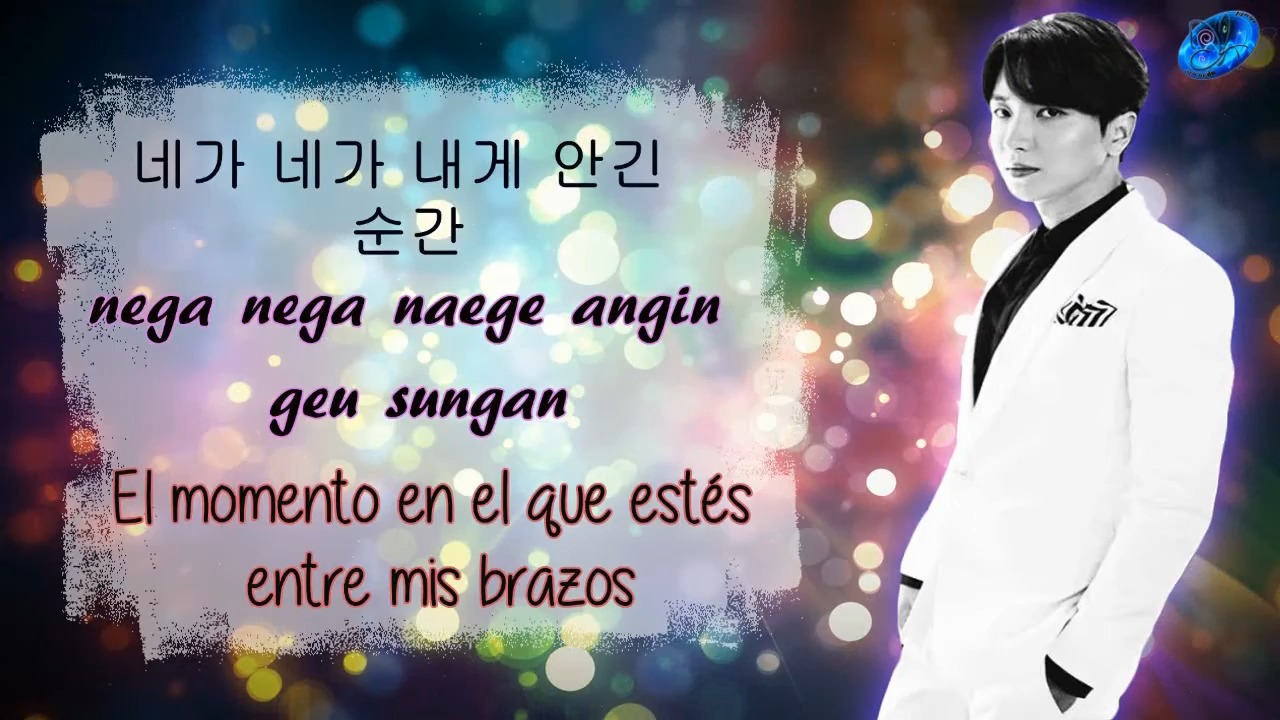 네가 네가 내게 안긴
순간
nega nega naege angin
geu sungan
El momento en el que estés
entre mis brazos